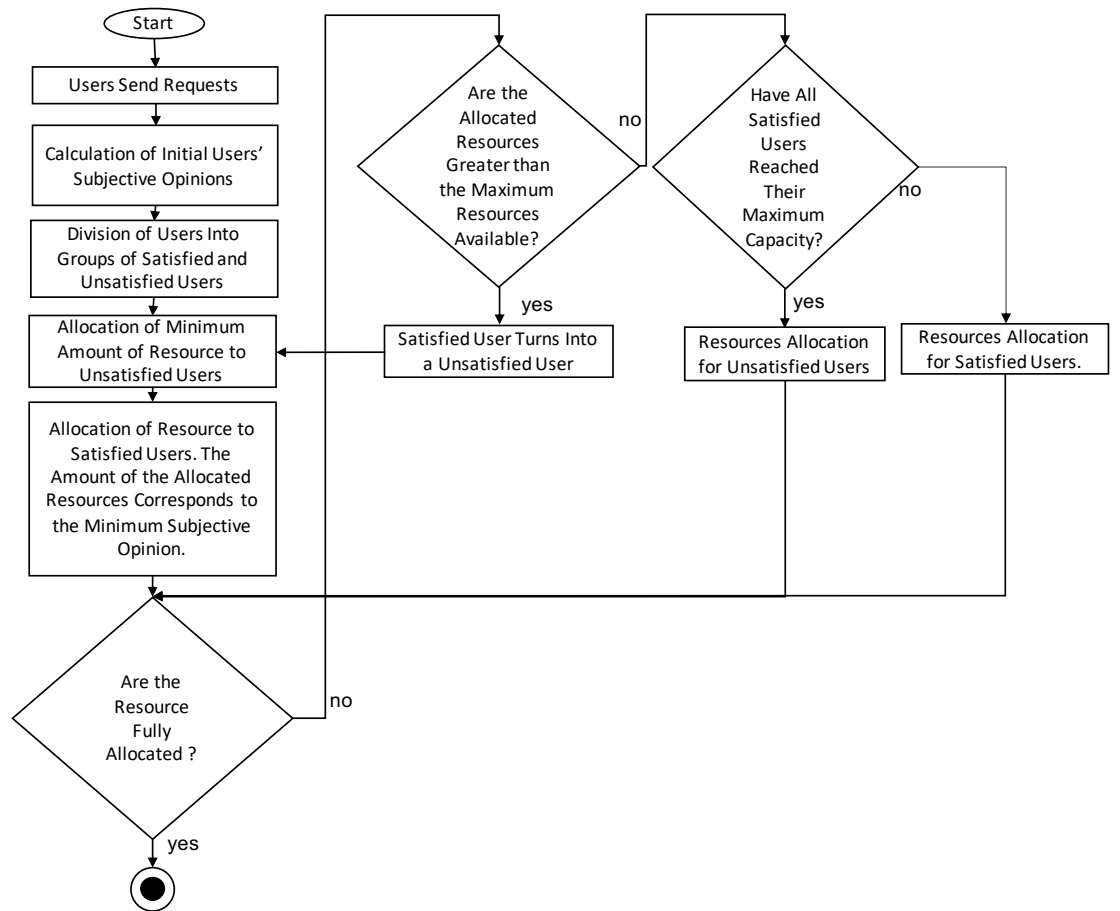 Start
Users Send Requests
Calculation of Initial Users’
Subjective Opinions
Division of Users Into
Groups of Satisfied and
Unsatisfied Users
Allocation of Minimum
Amount of Resource to
Unsatisfied Users
Allocation of Resource to
Satisfied Users. The
Amount of the Allocated
Resources Corresponds to
the Minimum Subjective
Opinion.
Are the
Resource
Fully
Allocated ?
yes
no
Are the
Allocated
Resources
Greater than
the Maximum
Resources
Available?
no
yes
Satisfied User Turns Into
a Unsatisfied User
Have All
Satisfied
Users
Reached
Their
Maximum
Capacity?
no
yes
Resources Allocation
for Unsatisfied Users
Resources Allocation
for Satisfied Users.